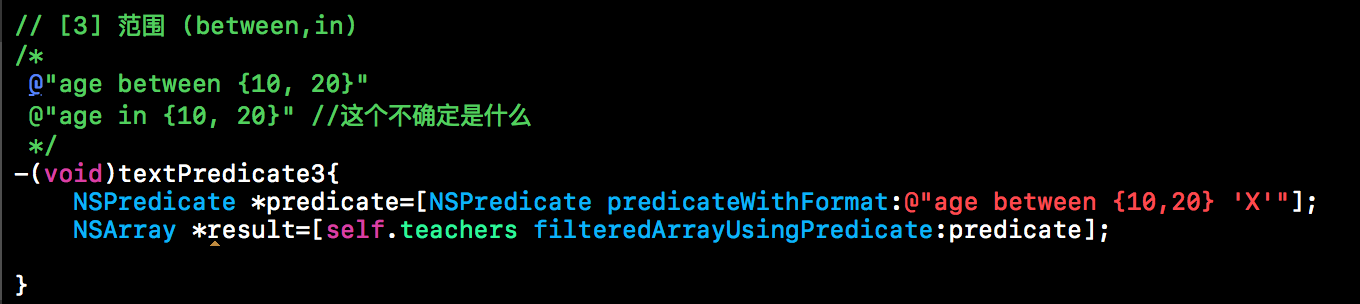 // [3] 范围 (between,in)
/*
@"age between {10, 20}"
@"age in {10, 20}" //这个不确定是什么
*/
-(void)textPredicate3{
NSPredicate *predicate=[NSPredicate predicateWithFormat:@"age between {10,20} 'X'"];
NSArray *result=[self.teachers filteredArrayUsingPredicate:predicate];
}